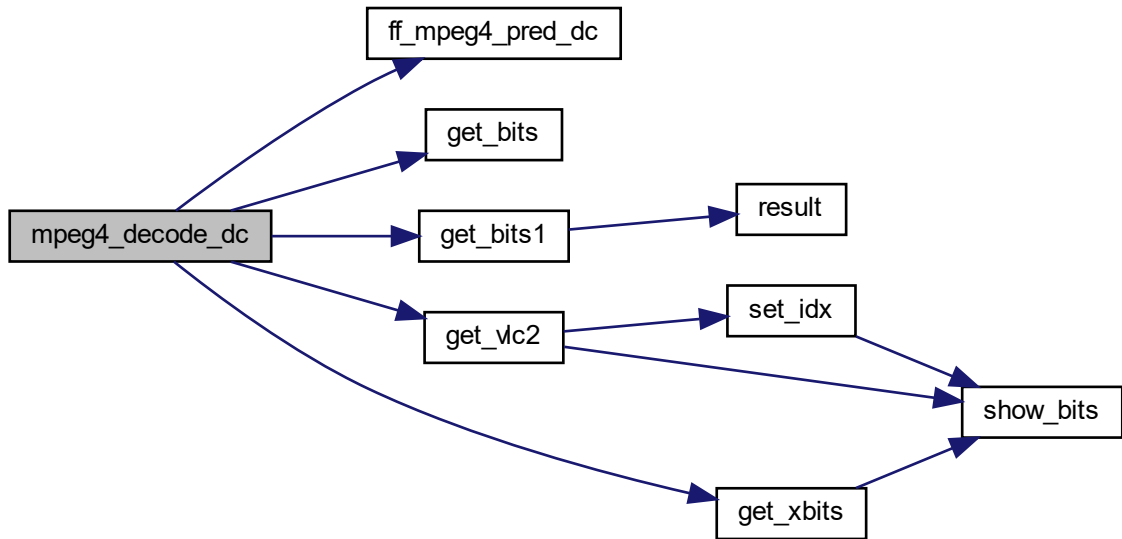 ff_mpeg4_pred_dc
get_bits
mpeg4_decode_dc
get_bits1
result
get_vlc2
set_idx
show_bits
get_xbits